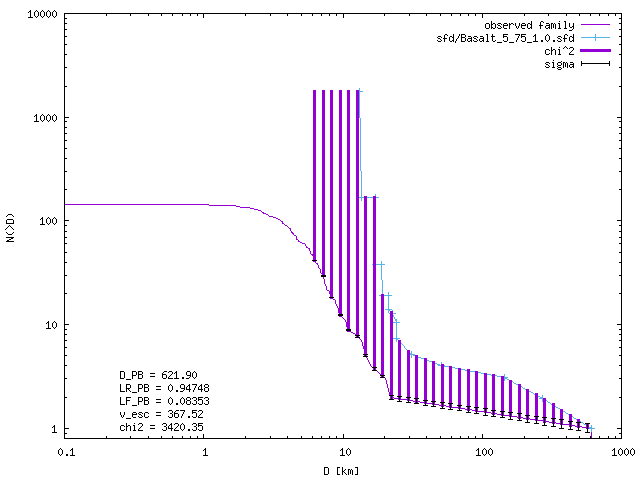 10000
1000
100
10
1
N(>D)
observed family
sfd/Basalt_5_75_1.0.sfd
chi^2
sigma
D_PB = 621.90
LR_PB = 0.94748
LF_PB = 0.08353
v_esc = 367.52
chi2 = 3420.35
0.1 1 10 100 1000
D [km]